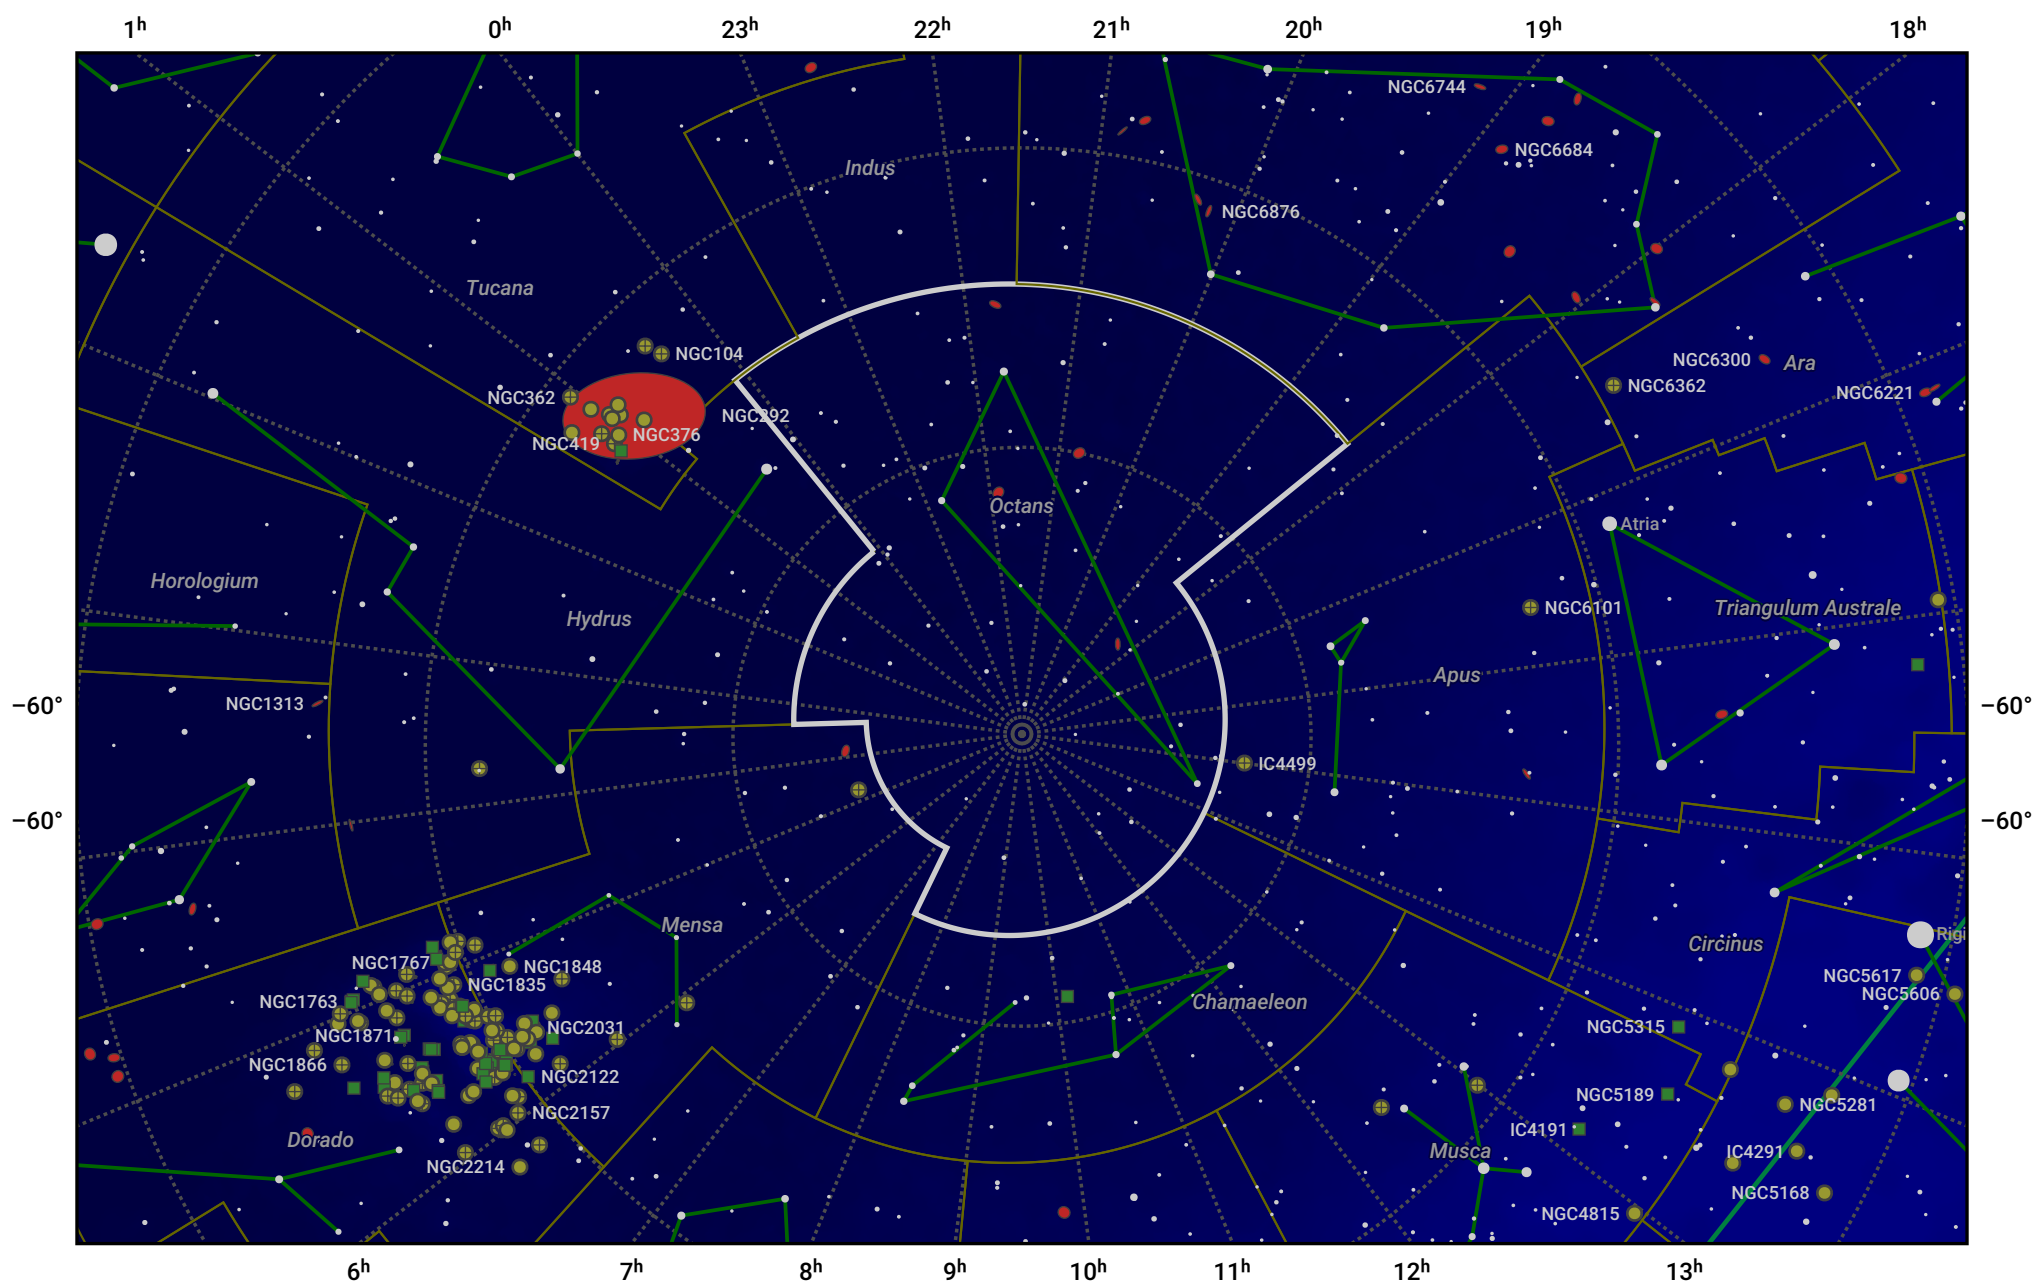 1h 0h 23h 22h 21h 20h 19h 18h
NGC6744
NGC6684
Indus
NGC6876
Tucana
NGC104
NGC6300
Ara
NGC6362
NGC6221
NGC362
NGC292
NGC376
NGC419
Octans
Atria
Horologium
NGC6101
Triangulum Australe
Hydrus
Apus
NGC1313
−60°
−60°
IC4499
−60°
−60°
Mensa
Rigi
Circinus
NGC1767
NGC1848
NGC5617
NGC1835
NGC5606
NGC1763
Chamaeleon
NGC2031
NGC5315
NGC1871
NGC1866
NGC2122
NGC5189
NGC5281
NGC2157
IC4191
Dorado
Musca
IC4291
NGC2214
NGC5168
NGC4815
6h 7h 8h 9h 10h 11h 12h 13h